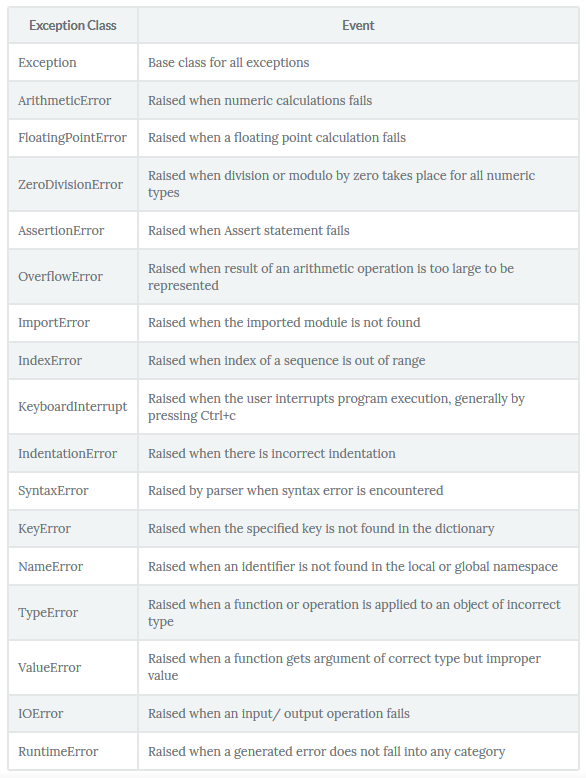 Exception Class Event
Exception Base class for all exceptions
ArithmeticError Raised when numeric calculations fails
FloatingPointError Raised when a floating point calculation fails
ZeroDivisionError Raised when division or modulo by zero takes place for all numeric
types
AssertionError Raised when Assert statement fails
OverflowError Raised when result of an arithmetic operation is too large to be
represented
ImportError Raised when the imported module is not found
IndexError Raised when index of a sequence is out of range
KeyboardInterrupt Raised when the user interrupts program execution, generally by
pressing Ctrl+c
IndentationError Raised when there is incorrect indentation
SyntaxError Raised by parser when syntax error is encountered
KeyError Raised when the specified key is not found in the dictionary
NameError Raised when an identifier is not found in the local or global namespace
TypeError Raised when a function or operation is applied to an object of incorrect
type
ValueError Raised when a function gets argument of correct type but improper
value
IOError Raised when an input/ output operation fails
RuntimeError Raised when a generated error does not fall into any category